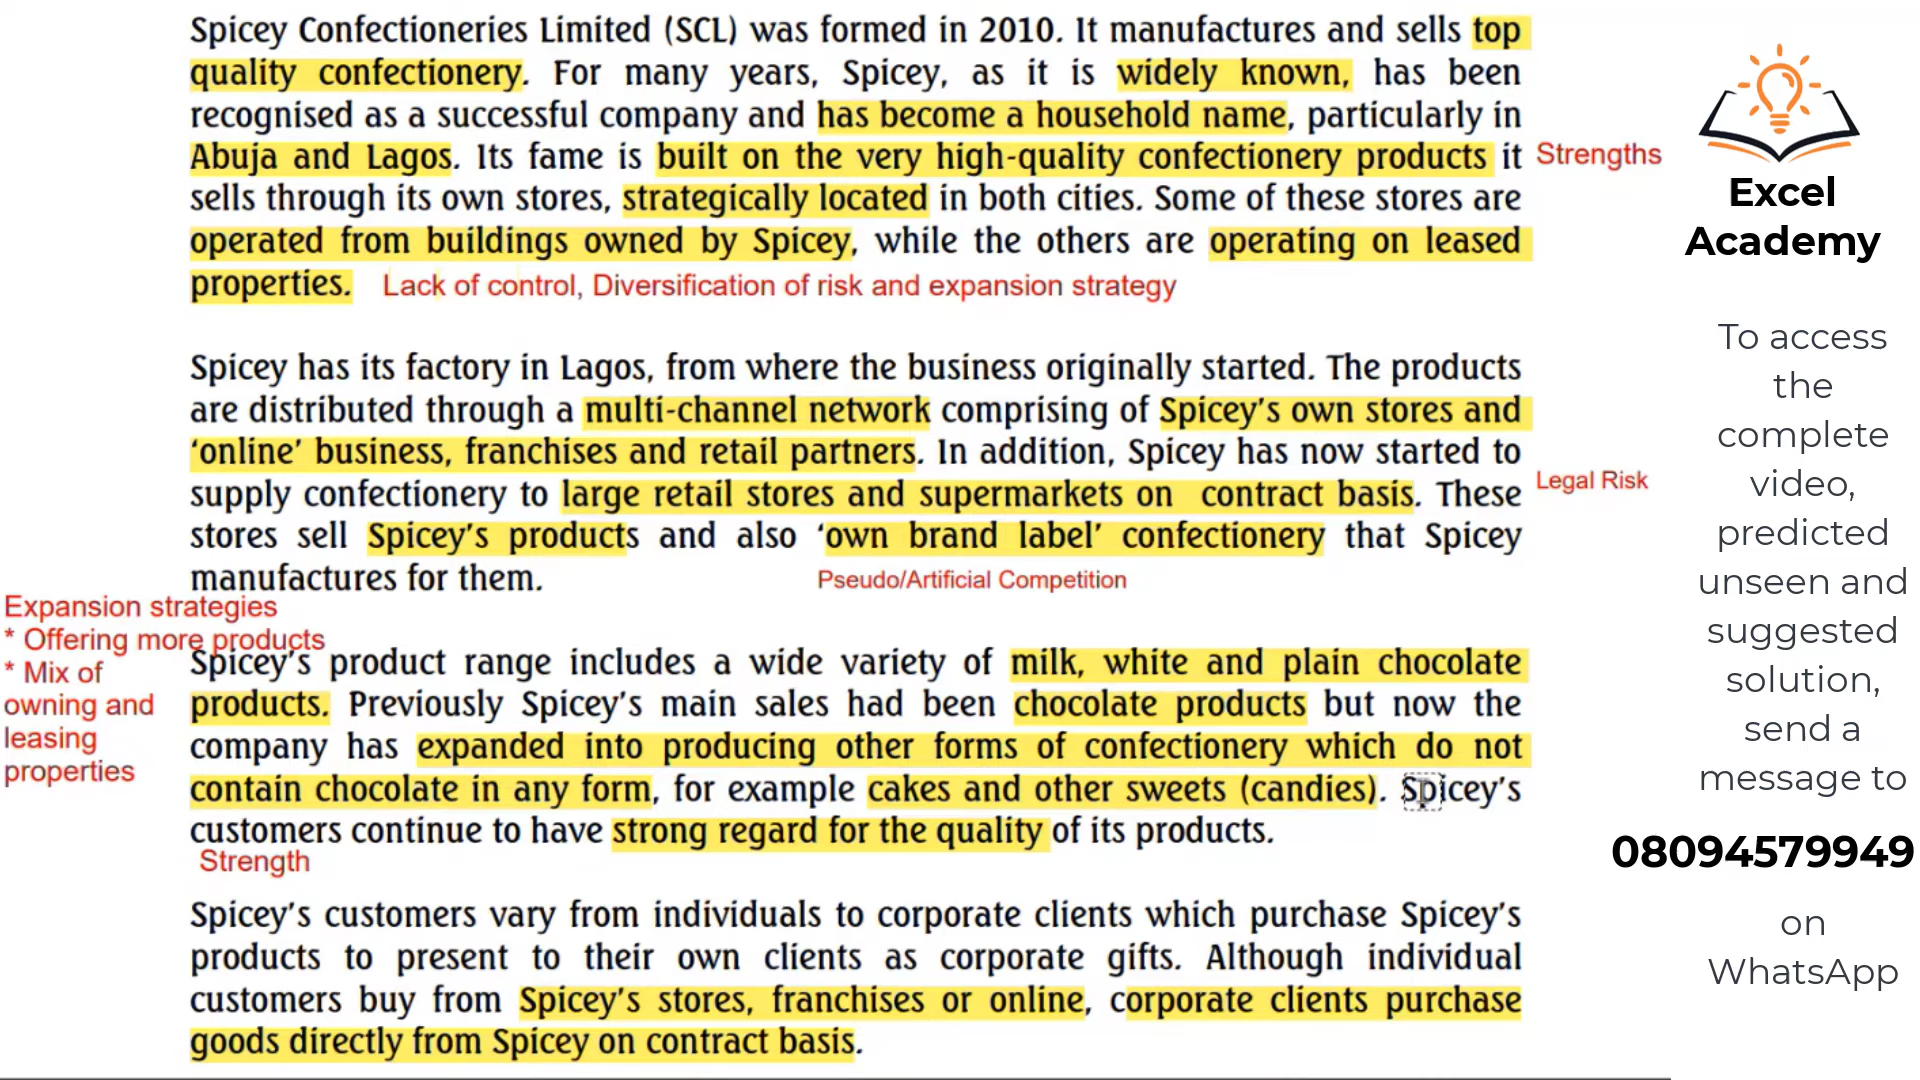 Spicey Confectioneries Limited (SCL) was formed in 2010. It manufactures and sells top
quality confectionery. For many years, Spicey, as it is widely known, has been
recognised as a successful company and has become a household name, particularly in
Abuja and Lagos. Its fame is built on the very high-quality confectionery products it
Strengths
sells through its own stores, strategically located in both cities. Some of these stores are
operated from buildings owned by Spicey, while the others are operating on leased
properties.
Lack of control, Diversification of risk and expansion strategy
Spicey has its factory in Lagos, from where the business originally started. The products
are distributed through a multi-channel network comprising of Spicey's own stores and
‘online’ business, franchises and retail partners. In addition, Spicey has now started to
supply confectionery to large retail stores and supermarkets on contract basis. These
Legal Risk
stores sell Spicey's products and also ‘own brand label’ confectionery that Spicey
manufactures for them.
Pseudo/Artificial Competition
Expansion strategies
* Offering more products
* Mix of
owning and
leasing
properties
Spicey's product range includes a wide variety of milk, white and plain chocolate
products. Previously Spicey's main sales had been chocolate products but now the
company has expanded into producing other forms of confectionery which do not
contain chocolate in any form, for example cakes and other sweets (candies). Spicey's
customers continue to have strong regard for the quality of its products.
Strength
Spicey's customers vary from individuals to corporate clients which purchase Spicey's
products to present to their own clients as corporate gifts. Although individual
customers buy from Spicey's stores, franchises or online, corporate clients purchase
goods directly from Spicey on contract basis.
Excel
Academy
To access
the
complete
video,
predicted
unseen and
suggested
solution,
send a
message to
08094579949
on
WhatsApp